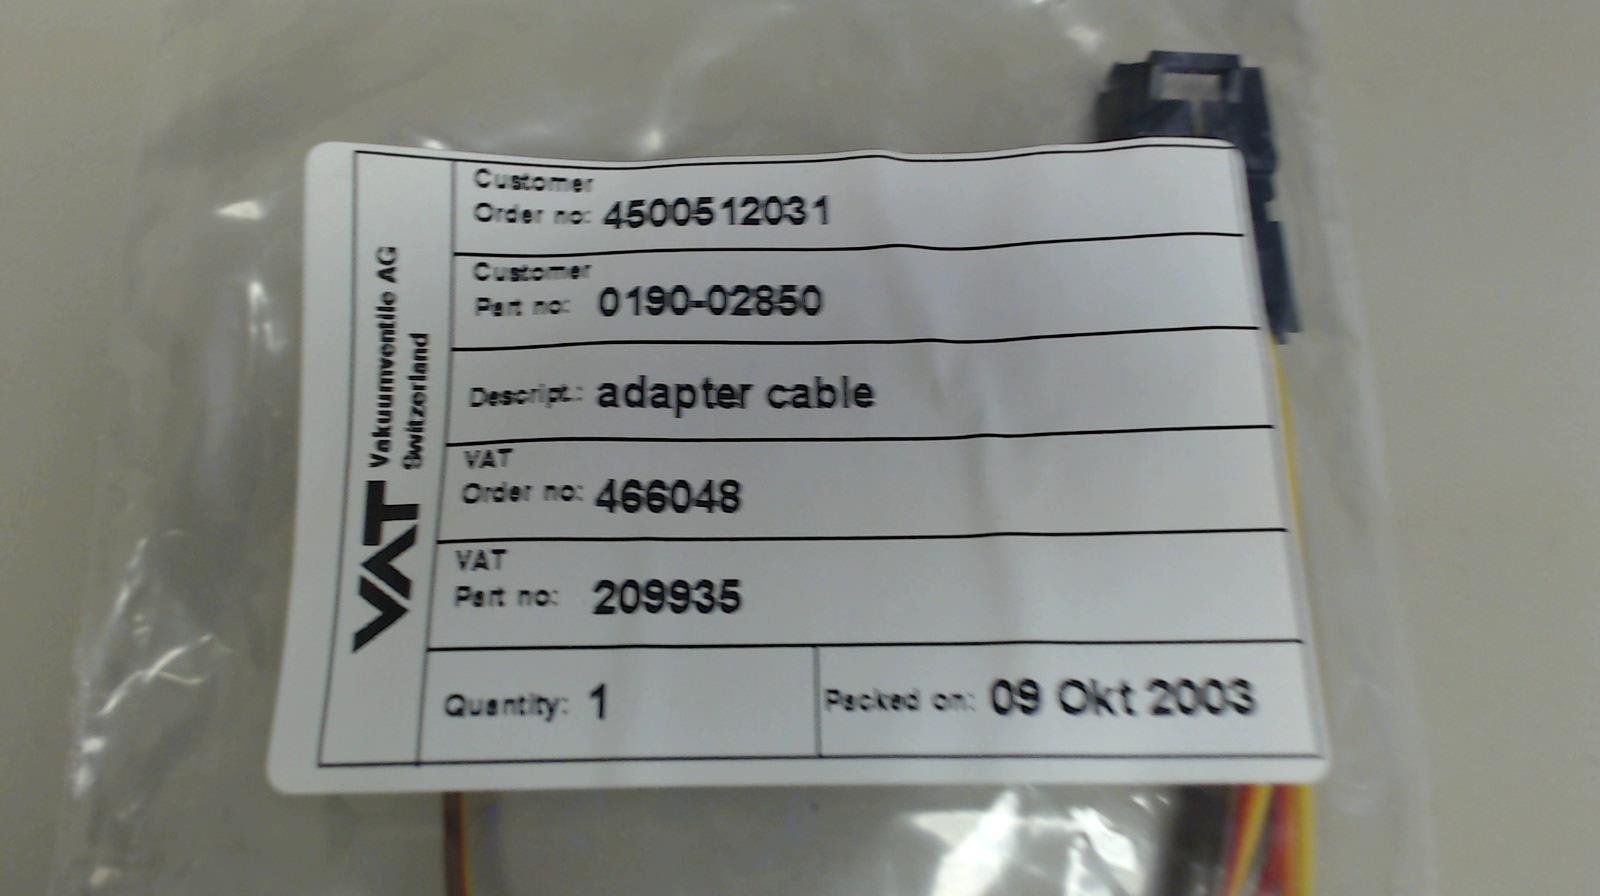 VAT Vakuumventile AG
Switzerland
Customer
Order no: 4500512031
Customer
Part no: 0190-02850
Descript.: adapter cable
VAT
Order no: 466048
VAT
Part no: 209935
Quantity: 1
Packed on: 09 Okt 2003